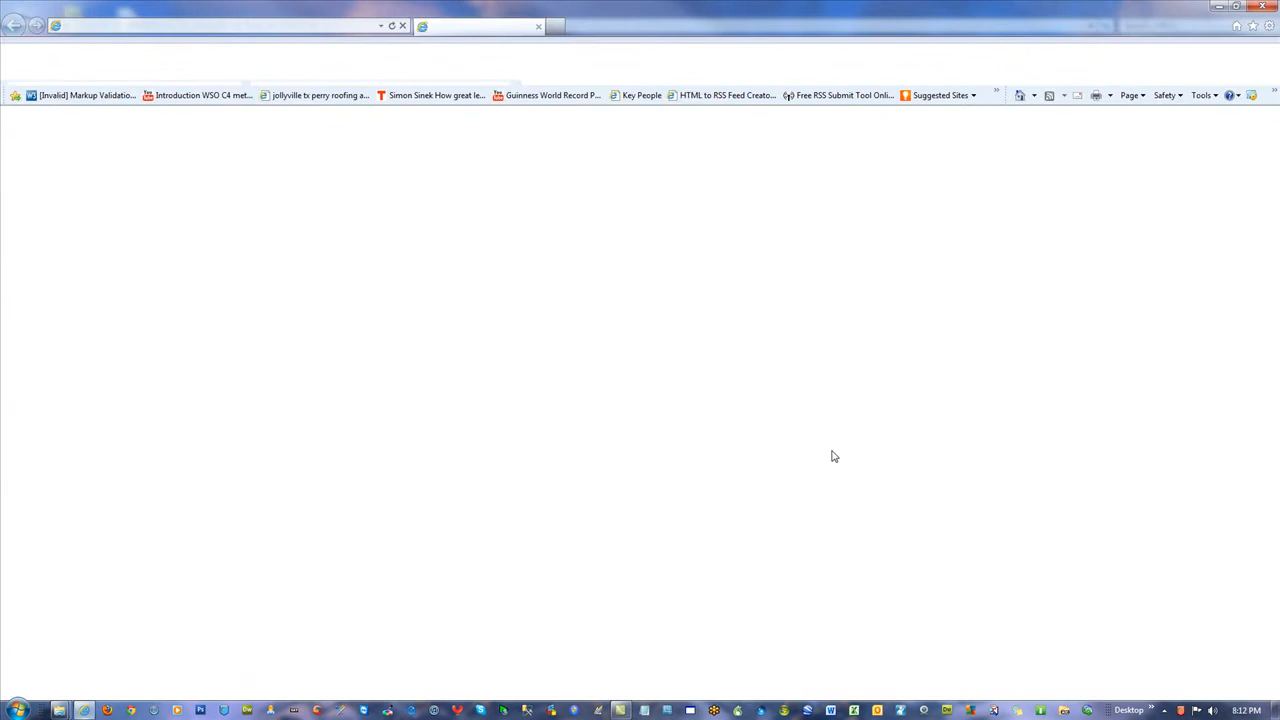 [Invalid] Markup Validatio... Introduction WSO C4 met... jollyville tx perry roofing a... Simon Sinek How great le... Guinness World Record P... Key People HTML to RSS Feed Creato... Free RSS Submit Tool Onli... Suggested Sites Page Safety Tools
Desktop 8:12 PM